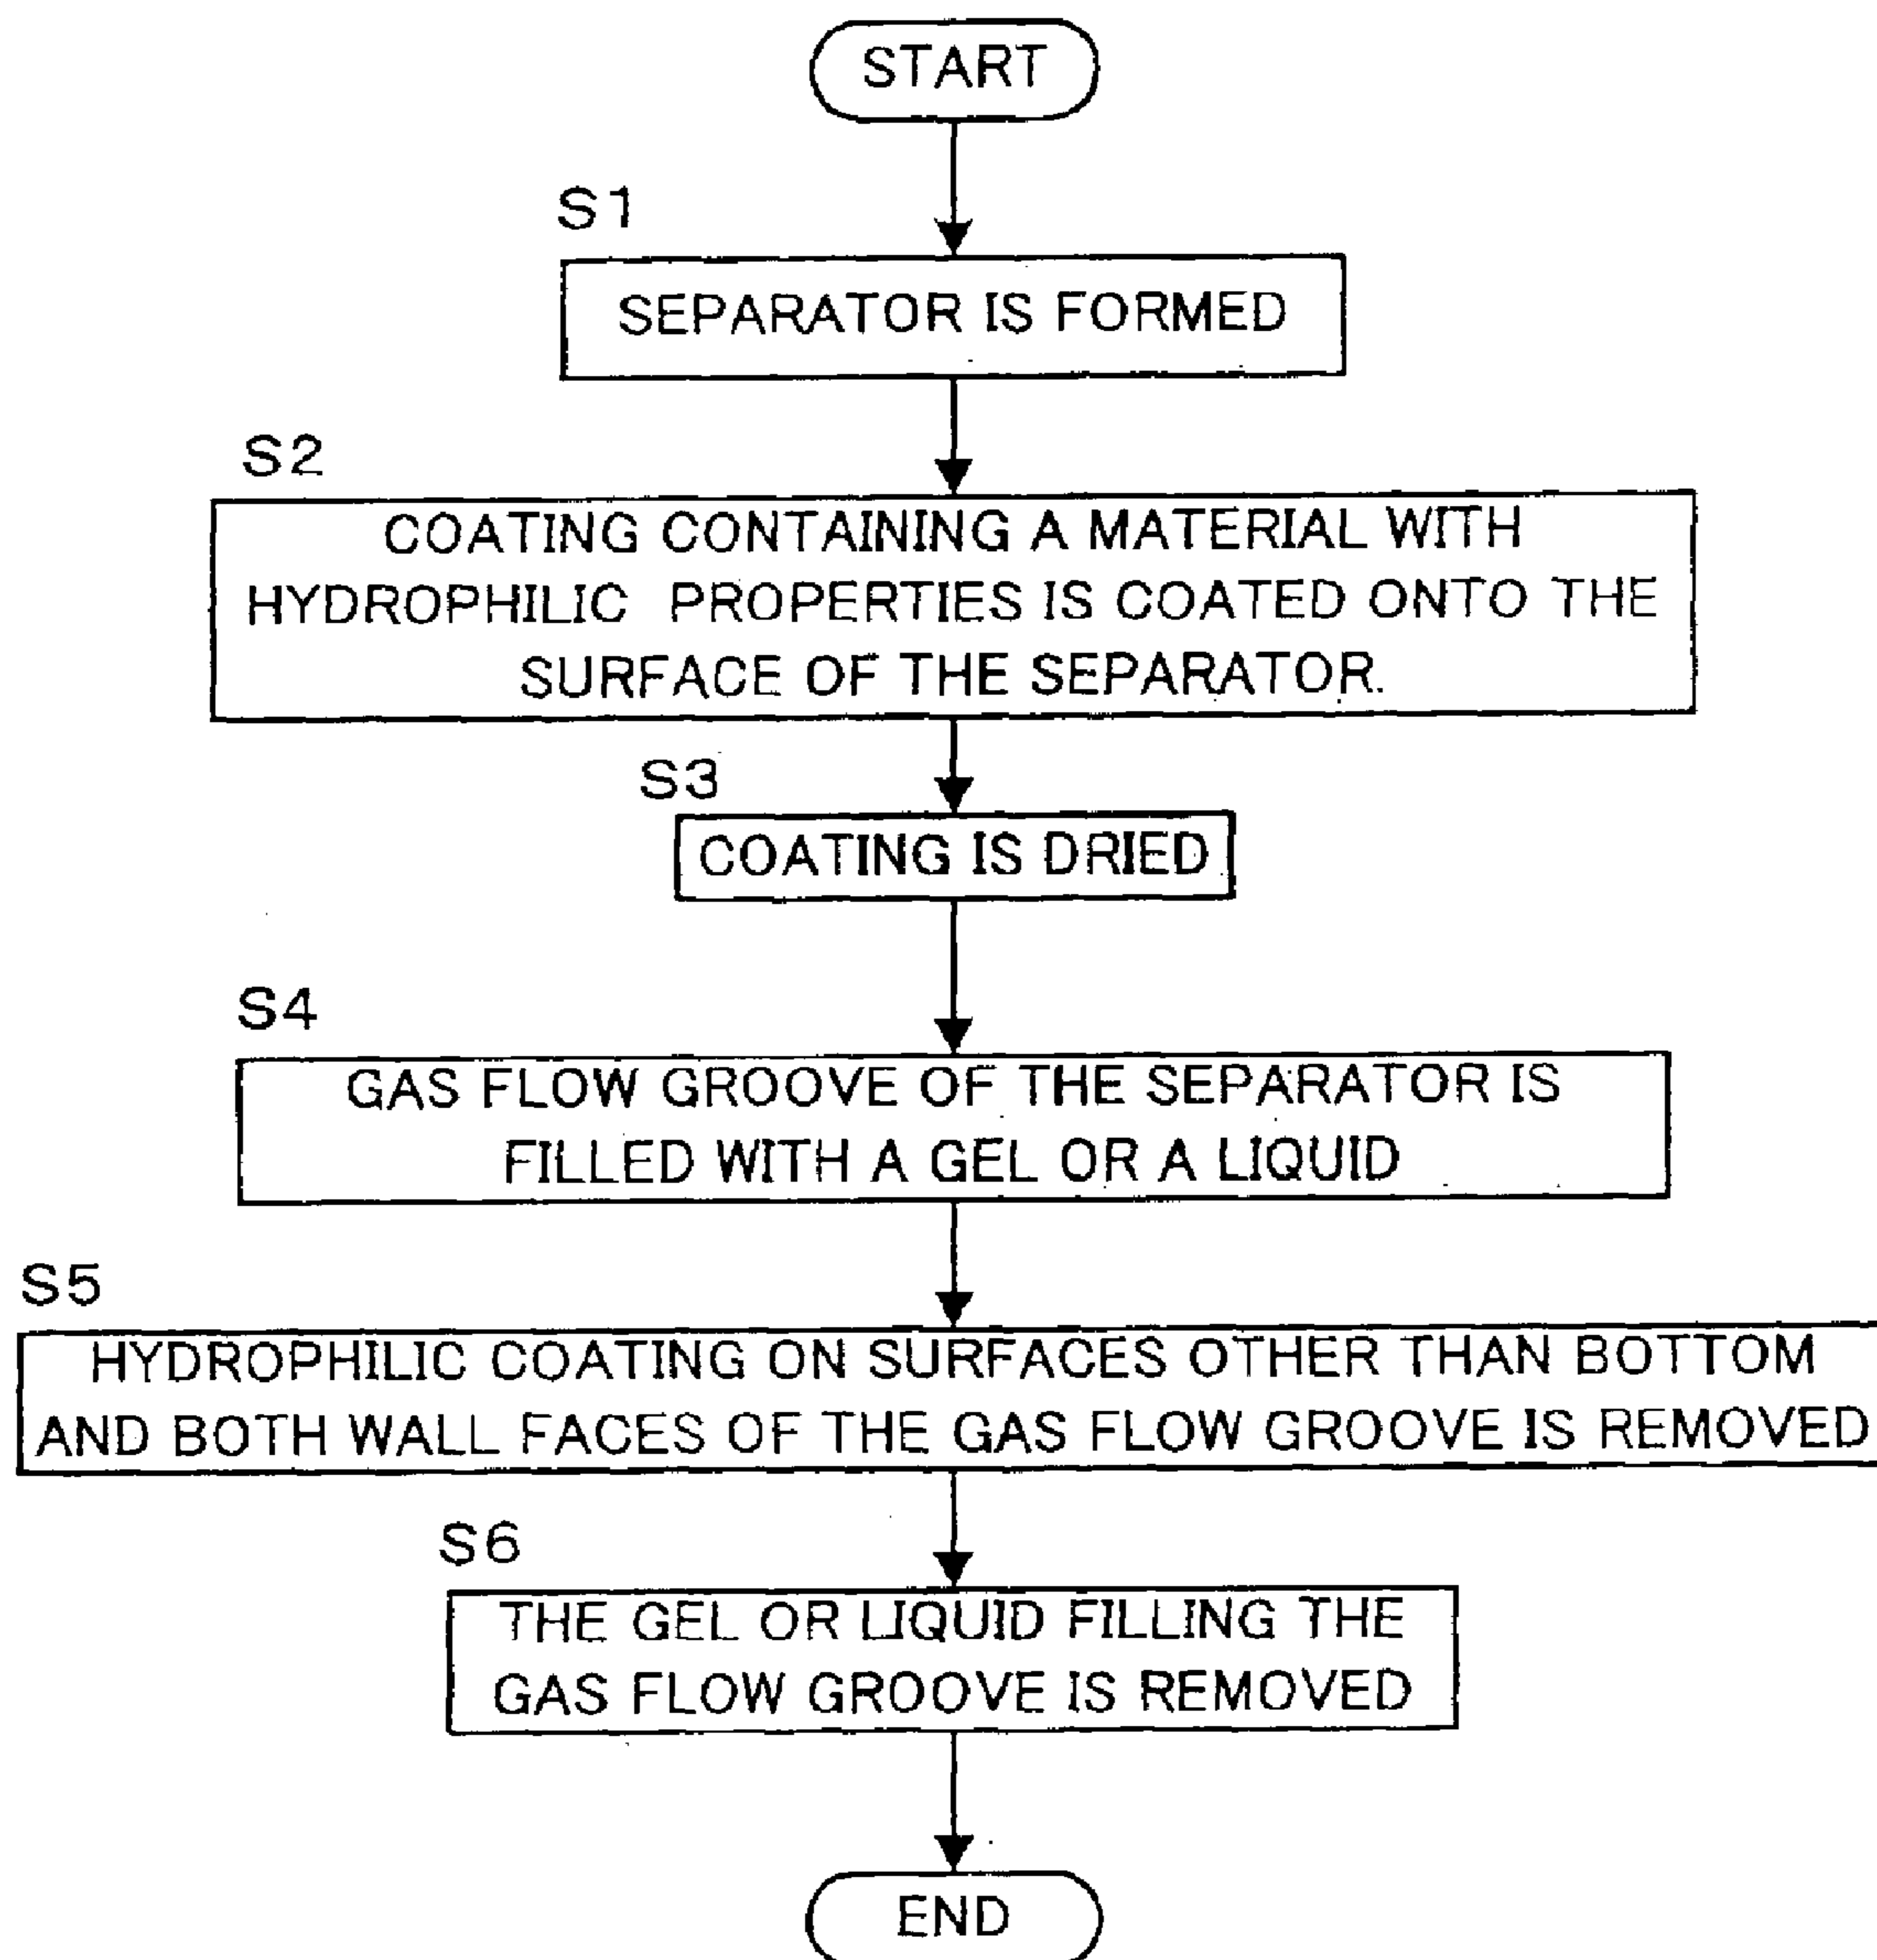 START
S1
SEPARATOR IS FORMED
S2
COATING CONTAINING A MATERIAL WITH
HYDROPHILIC PROPERTIES IS COATED ONTO THE
SURFACE OF THE SEPARATOR.
S3
COATING IS DRIED
S4
GAS FLOW GROOVE OF THE SEPARATOR IS
FILLED WITH A GEL OR A LIQUID
S5
HYDROPHILIC COATING ON SURFACES OTHER THAN BOTTOM
AND BOTH WALL FACES OF THE GAS FLOW GROOVE IS REMOVED
S6
THE GEL OR LIQUID FILLING THE
GAS FLOW GROOVE IS REMOVED
END